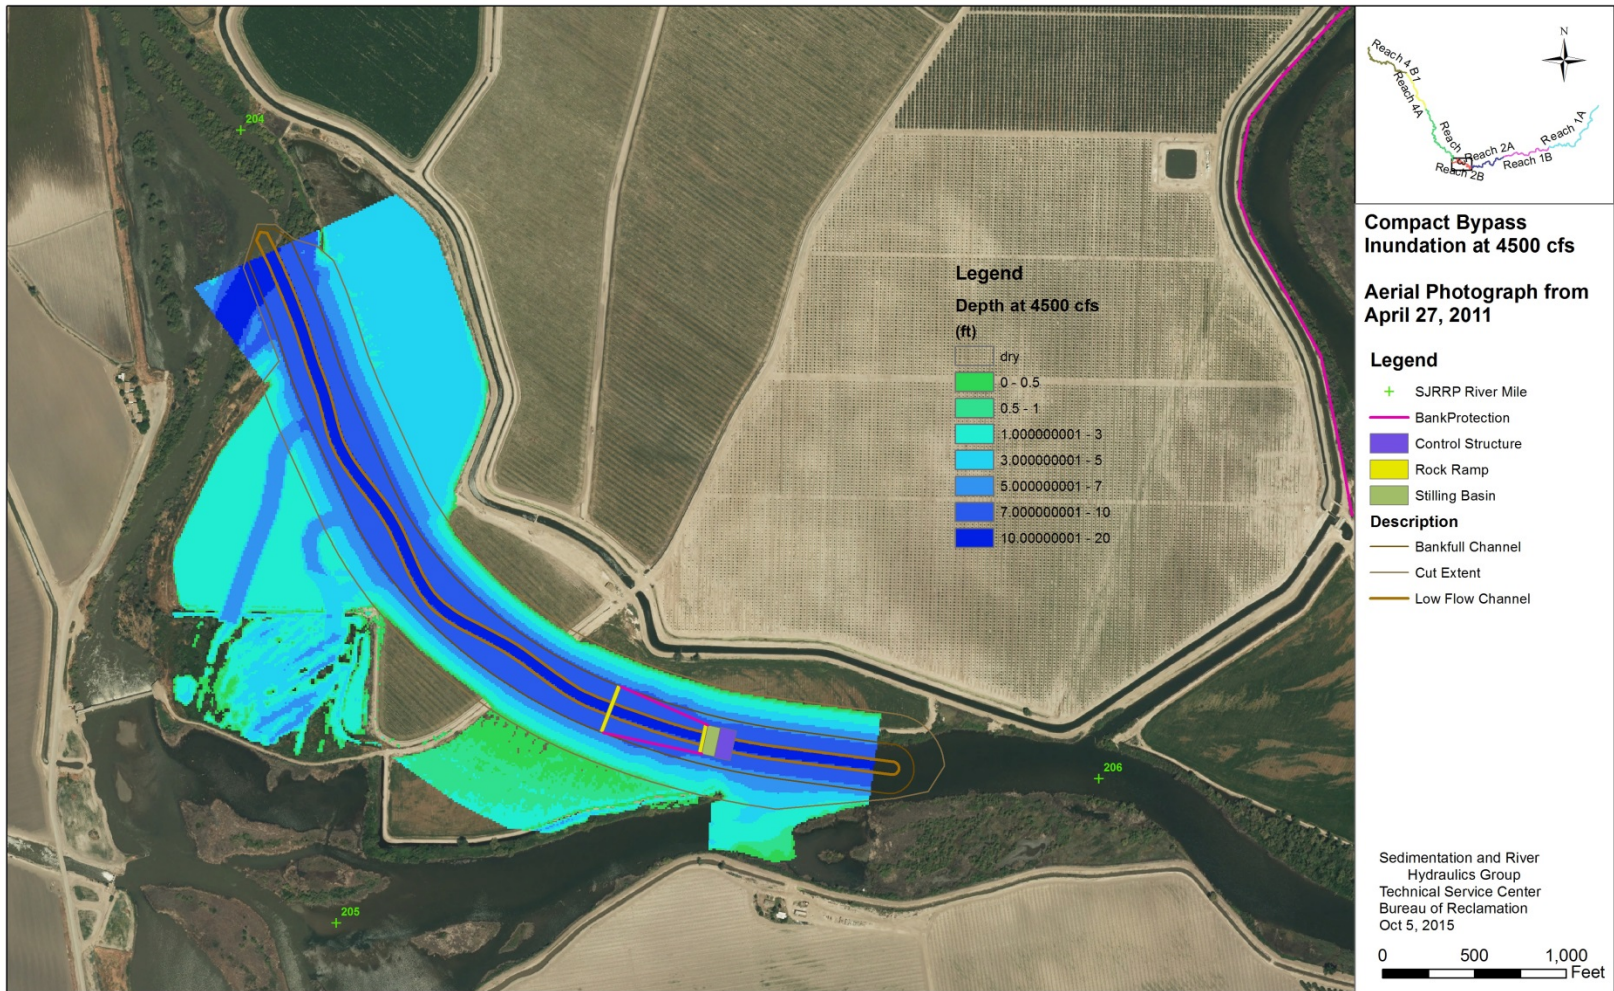 204
206
205
Legend
Depth at 4500 cfs
(ft)
dry
0 - 0.5
0.5 - 1
1.000000001 - 3
3.000000001 - 5
5.000000001 - 7
7.000000001 - 10
10.00000001 - 20
N
Reach 4 B1
Reach 4A
Reach
Reach 2B
Reach 2A
Reach 1B
Reach 1A
Compact Bypass
Inundation at 4500 cfs
Aerial Photograph from
April 27, 2011
Legend
SJRRP River Mile
BankProtection
Control Structure
Rock Ramp
Stilling Basin
Description
Bankfull Channel
Cut Extent
Low Flow Channel
Sedimentation and River
Hydraulics Group
Technical Service Center
Bureau of Reclamation
Oct 5, 2015
0 500 1,000
Feet